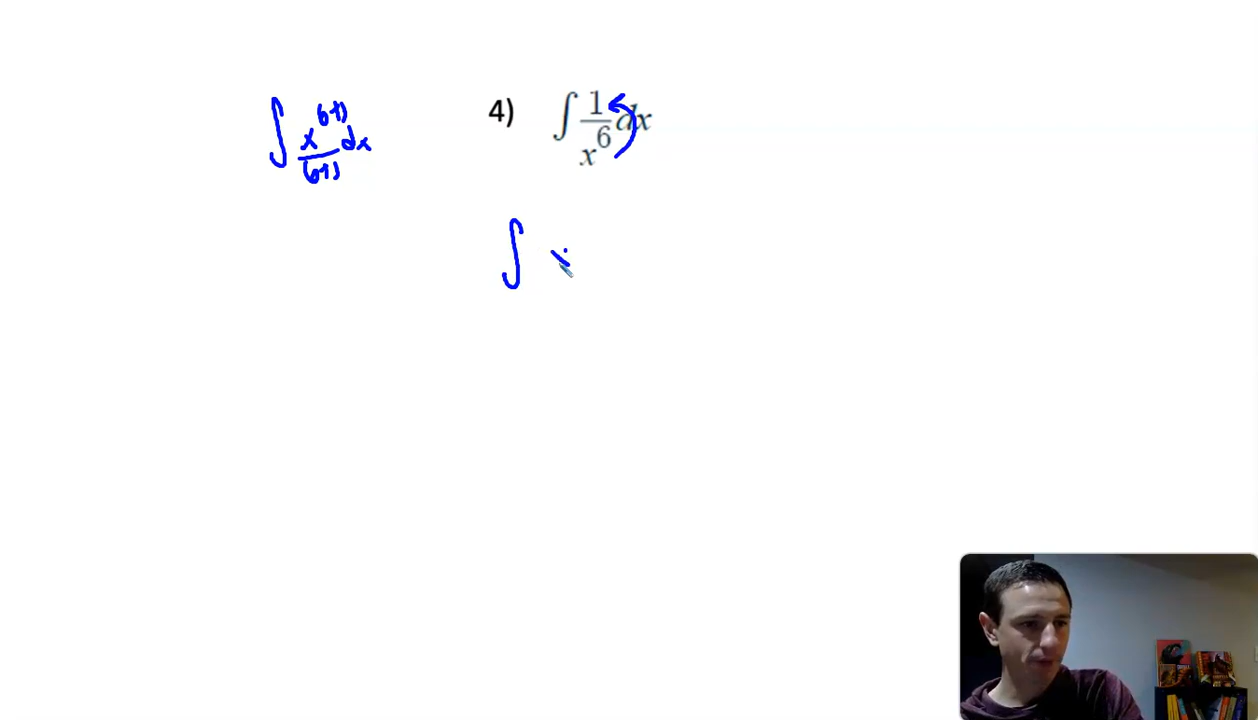 ∫ x^(6+1)/(6+1) dx
4) ∫ 1/x^6 dx
∫ x